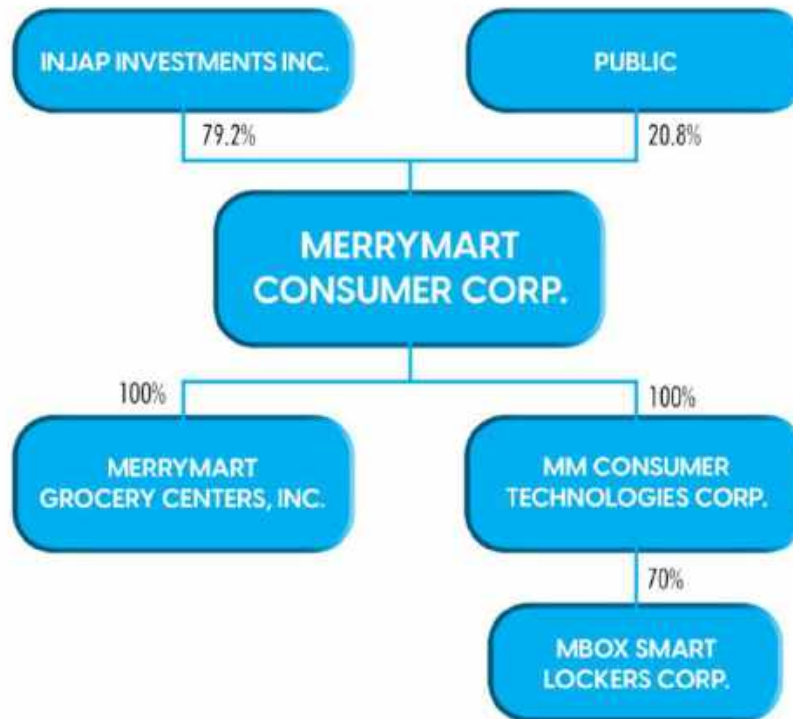 INJAP INVESTMENTS INC.
PUBLIC
79.2%
20.8%
MERRYMART
CONSUMER CORP.
100%
100%
MERRYMART
GROCERY CENTERS, INC.
MM CONSUMER
TECHNOLOGIES CORP.
70%
MBOX SMART
LOCKERS CORP.